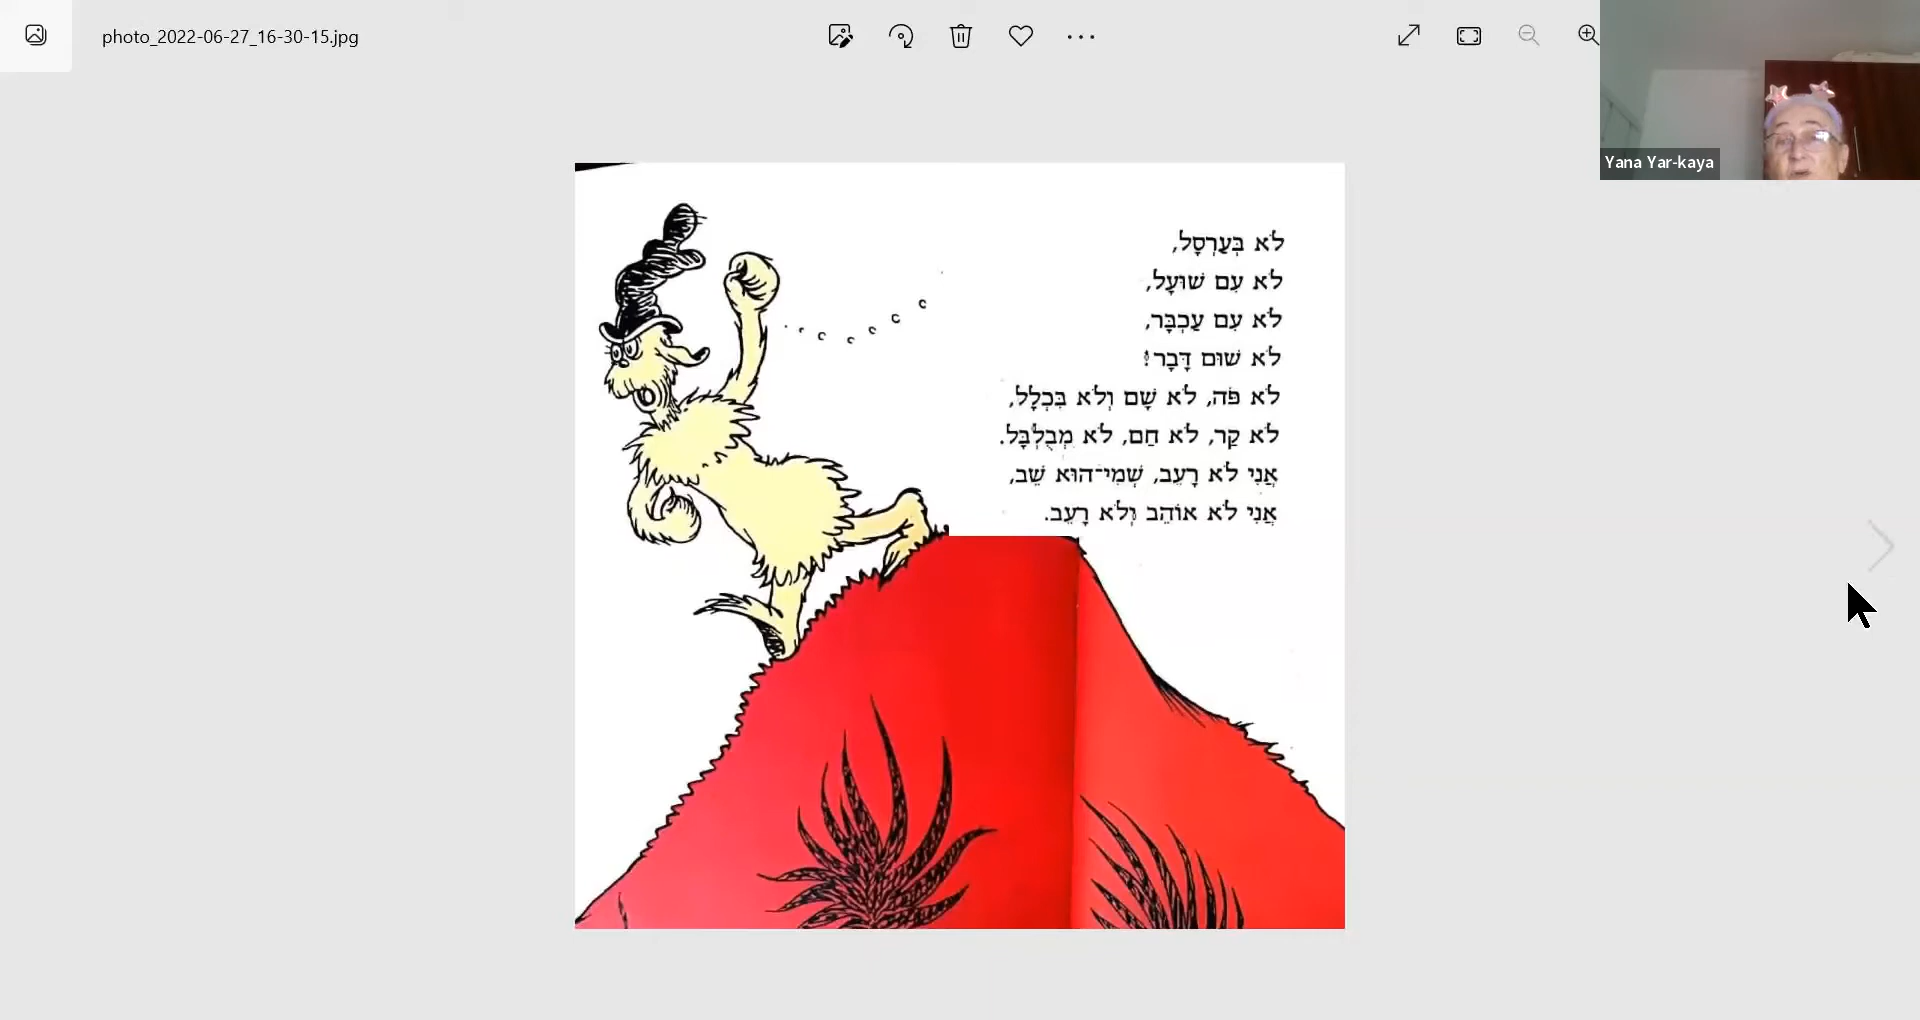 photo_2022-06-27_16-30-15.jpg
Yana Yar-kaya
לֹא בְּעַרְסָל,
לֹא עִם שׁוּעָל,
לֹא עִם עַכְבָּר,
לֹא שׁוּם דָּבָר!
לֹא פֹּה, לֹא שָׁם וְלֹא בִּכְלָל,
לֹא קַר, לֹא חַם, לֹא מְבֻלְבָּל.
אֲנִי לֹא רָעֵב, שְׁמִי־הוּא שֵׁב,
אֲנִי לֹא אוֹהֵב וְלֹא רָעֵב.